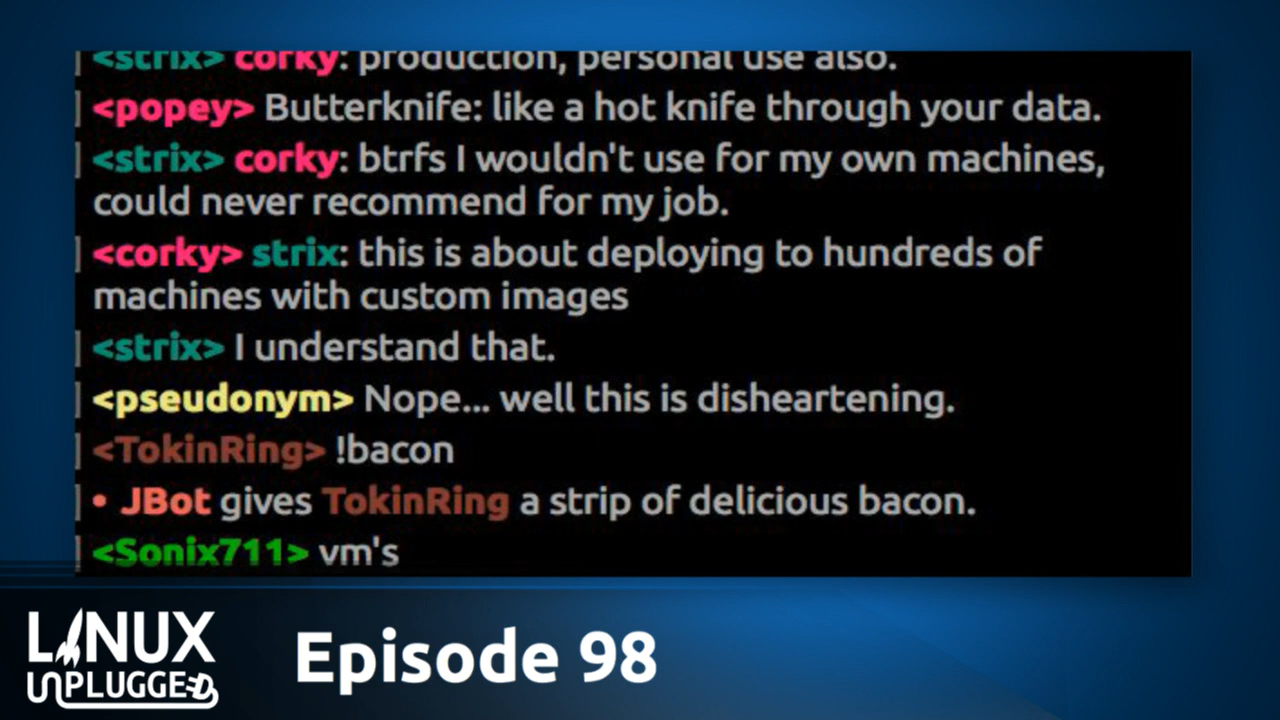 <strix> corky: production, personal use also.
<popey> Butterknife: like a hot knife through your data.
<strix> corky: btrfs I wouldn't use for my own machines,
could never recommend for my job.
<corky> strix: this is about deploying to hundreds of
machines with custom images
<strix> I understand that.
<pseudonym> Nope... well this is disheartening.
<TokinRing> !bacon
• JBot gives TokinRing a strip of delicious bacon.
<Sonix711> vm's
LINUX
UNPLUGGED
Episode 98